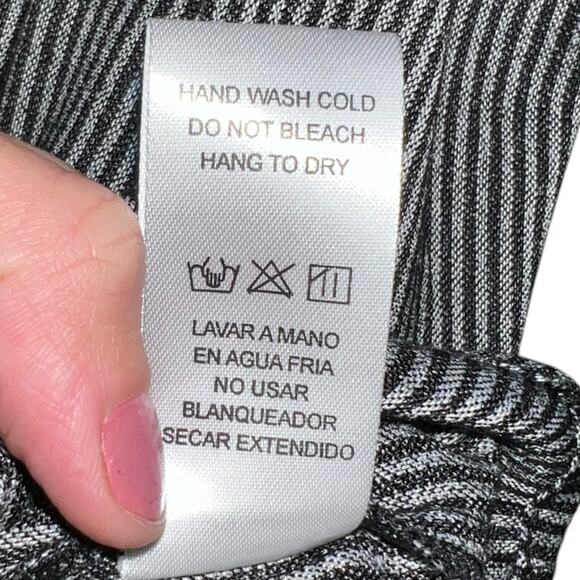 HAND WASH COLD
DO NOT BLEACH
HANG TO DRY
LAVAR A MANO
EN AGUA FRIA
NO USAR
BLANQUEADOR
SECAR EXTENDIDO